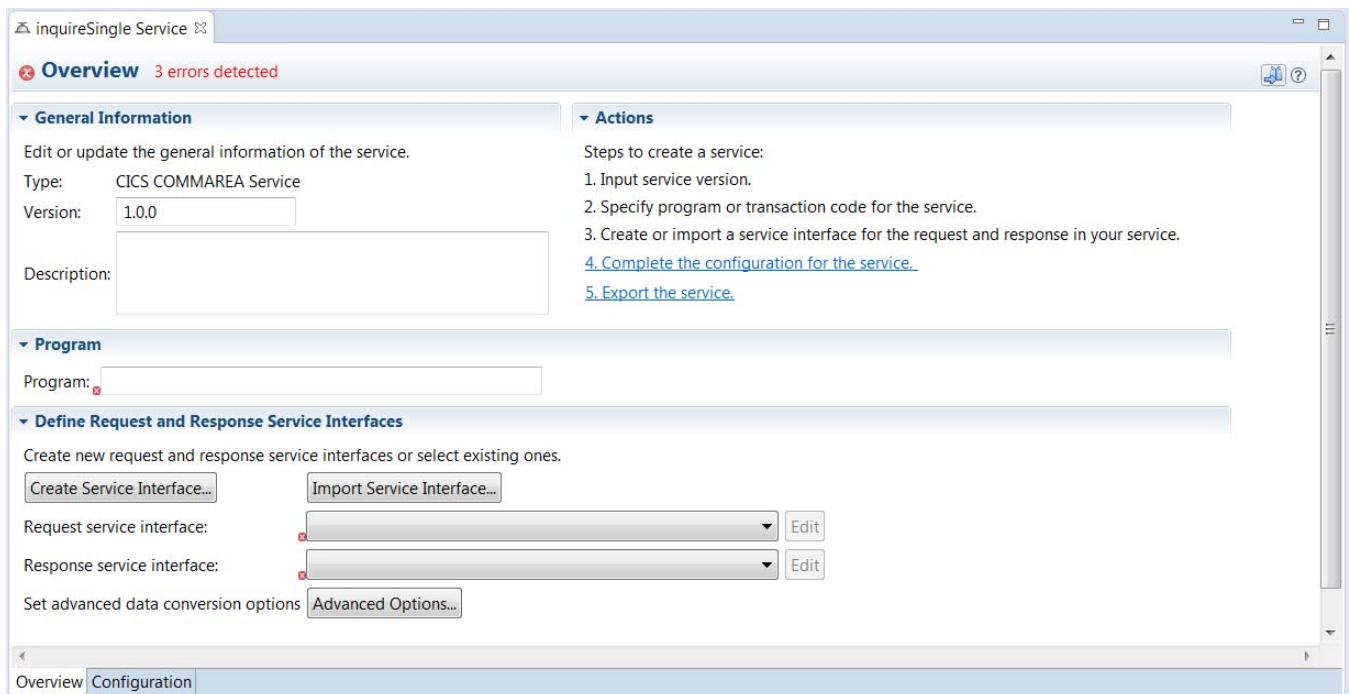 inquireSingle Service
Overview 3 errors detected
General Information
Edit or update the general information of the service.
Type: CICS COMMAREA Service
Version: 1.0.0
Description:
Actions
Steps to create a service:
1. Input service version.
2. Specify program or transaction code for the service.
3. Create or import a service interface for the request and response in your service.
4. Complete the configuration for the service.
5. Export the service.
Program
Program:
Define Request and Response Service Interfaces
Create new request and response service interfaces or select existing ones.
Create Service Interface... Import Service Interface...
Request service interface: Edit
Response service interface: Edit
Set advanced data conversion options Advanced Options...
Overview Configuration